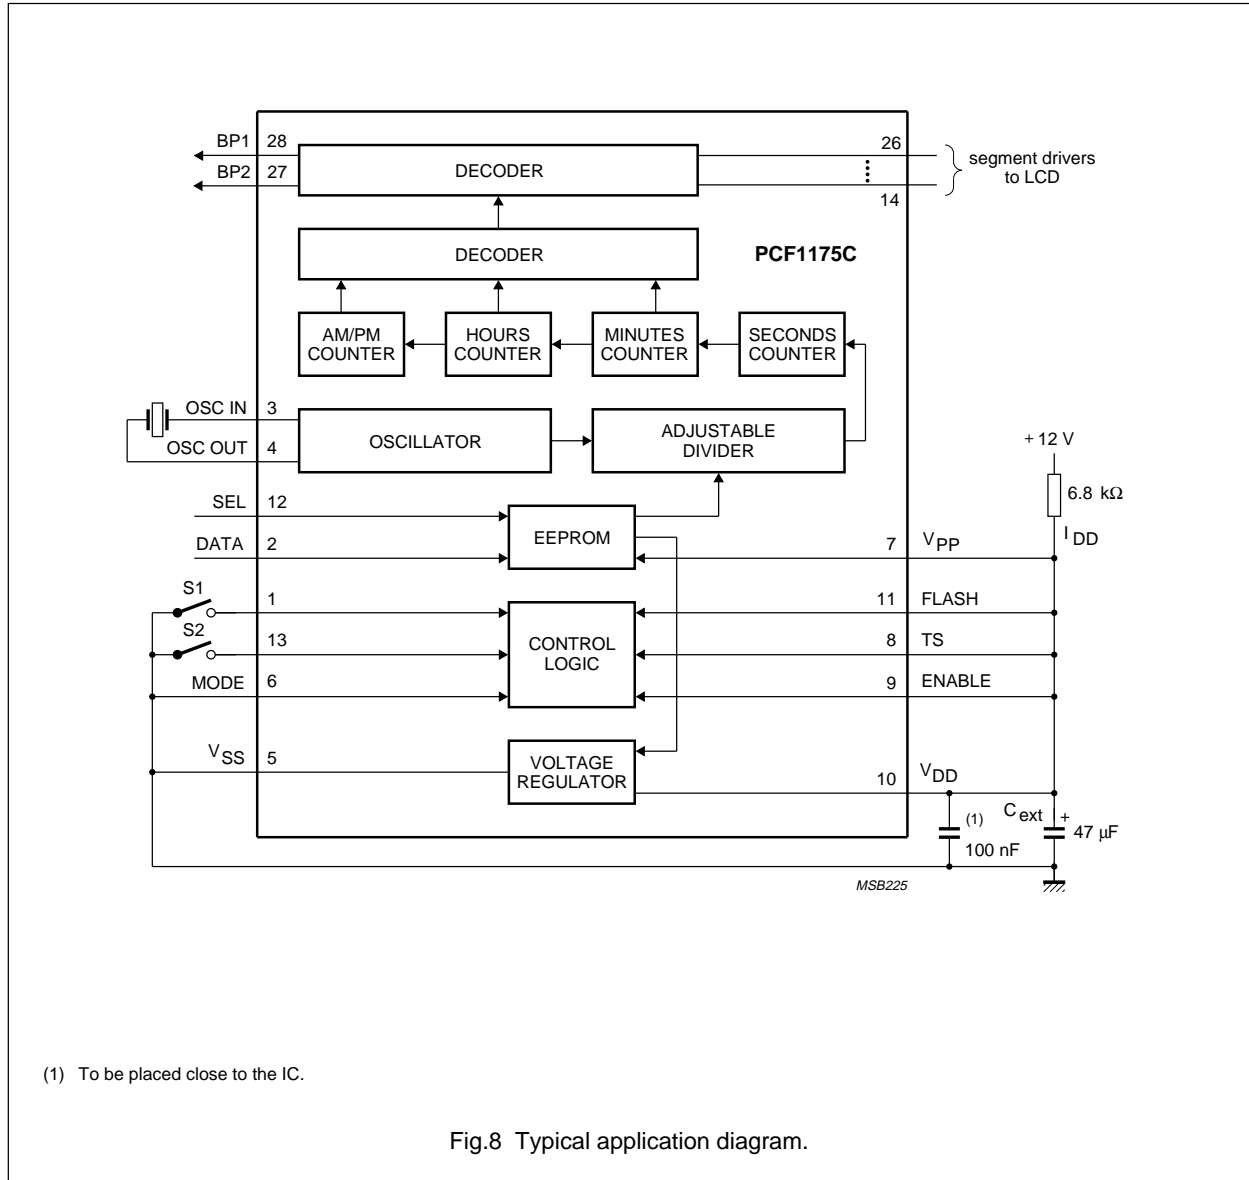 BP1 28
BP2 27
DECODER
26
14
segment drivers
to LCD
DECODER
PCF1175C
AM/PM
COUNTER
HOURS
COUNTER
MINUTES
COUNTER
SECONDS
COUNTER
OSC IN 3
OSC OUT 4
OSCILLATOR
ADJUSTABLE
DIVIDER
+ 12 V
6.8 kΩ
I DD
SEL 12
DATA 2
EEPROM
7 V PP
S1 1
S2 13
MODE 6
CONTROL
LOGIC
11 FLASH
8 TS
9 ENABLE
V SS 5
VOLTAGE
REGULATOR
10 V DD
(1)
100 nF
C ext +
47 µF
MSB225
(1) To be placed close to the IC.
Fig.8 Typical application diagram.